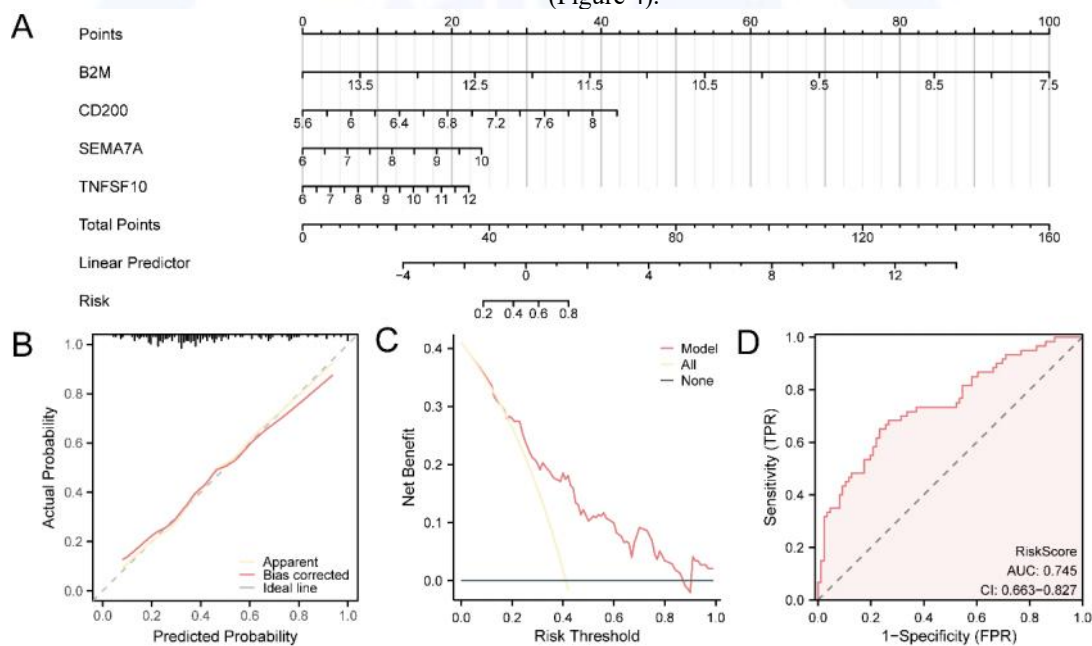 (Figure 4).
A
Points
0 20 40 60 80 100
B2M
13.5 12.5 11.5 10.5 9.5 8.5 7.5
CD200
5.6 6 6.4 6.8 7.2 7.6 8
SEMA7A
6 7 8 9 10
TNFSF10
6 7 8 9 10 11 12
Total Points
0 40 80 120 160
Linear Predictor
−4 0 4 8 12
Risk
0.2 0.4 0.6 0.8
B
Actual Probability
1.0
0.8
0.6
0.4
0.2
0.0
Apparent
Bias corrected
Ideal line
0.0 0.2 0.4 0.6 0.8 1.0
Predicted Probability
C
Net Benefit
0.4
0.3
0.2
0.1
0.0
Model
All
None
0.0 0.2 0.4 0.6 0.8 1.0
Risk Threshold
D
Sensitivity (TPR)
1.0
0.8
0.6
0.4
0.2
0.0
RiskScore
AUC: 0.745
CI: 0.663−0.827
0.0 0.2 0.4 0.6 0.8 1.0
1-Specificity (FPR)